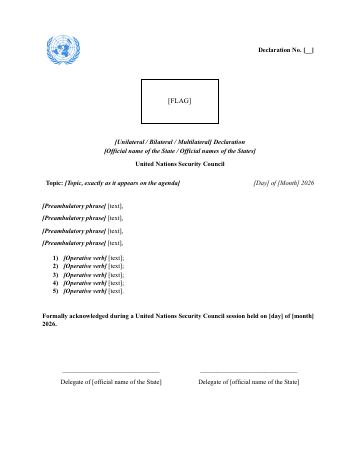 Declaration No. [__]
[FLAG]
[Unilateral / Bilateral / Multilateral] Declaration
[Official name of the State / Official names of the States]
United Nations Security Council
Topic: [Topic, exactly as it appears on the agenda] [Day] of [Month] 2026
[Preambulatory phrase] [text],
[Preambulatory phrase] [text],
[Preambulatory phrase] [text],
[Preambulatory phrase] [text],
1) [Operative verb] [text];
2) [Operative verb] [text];
3) [Operative verb] [text];
4) [Operative verb] [text];
5) [Operative verb] [text].
Formally acknowledged during a United Nations Security Council session held on [day] of [month]
2026.
Delegate of [official name of the State] Delegate of [official name of the State]